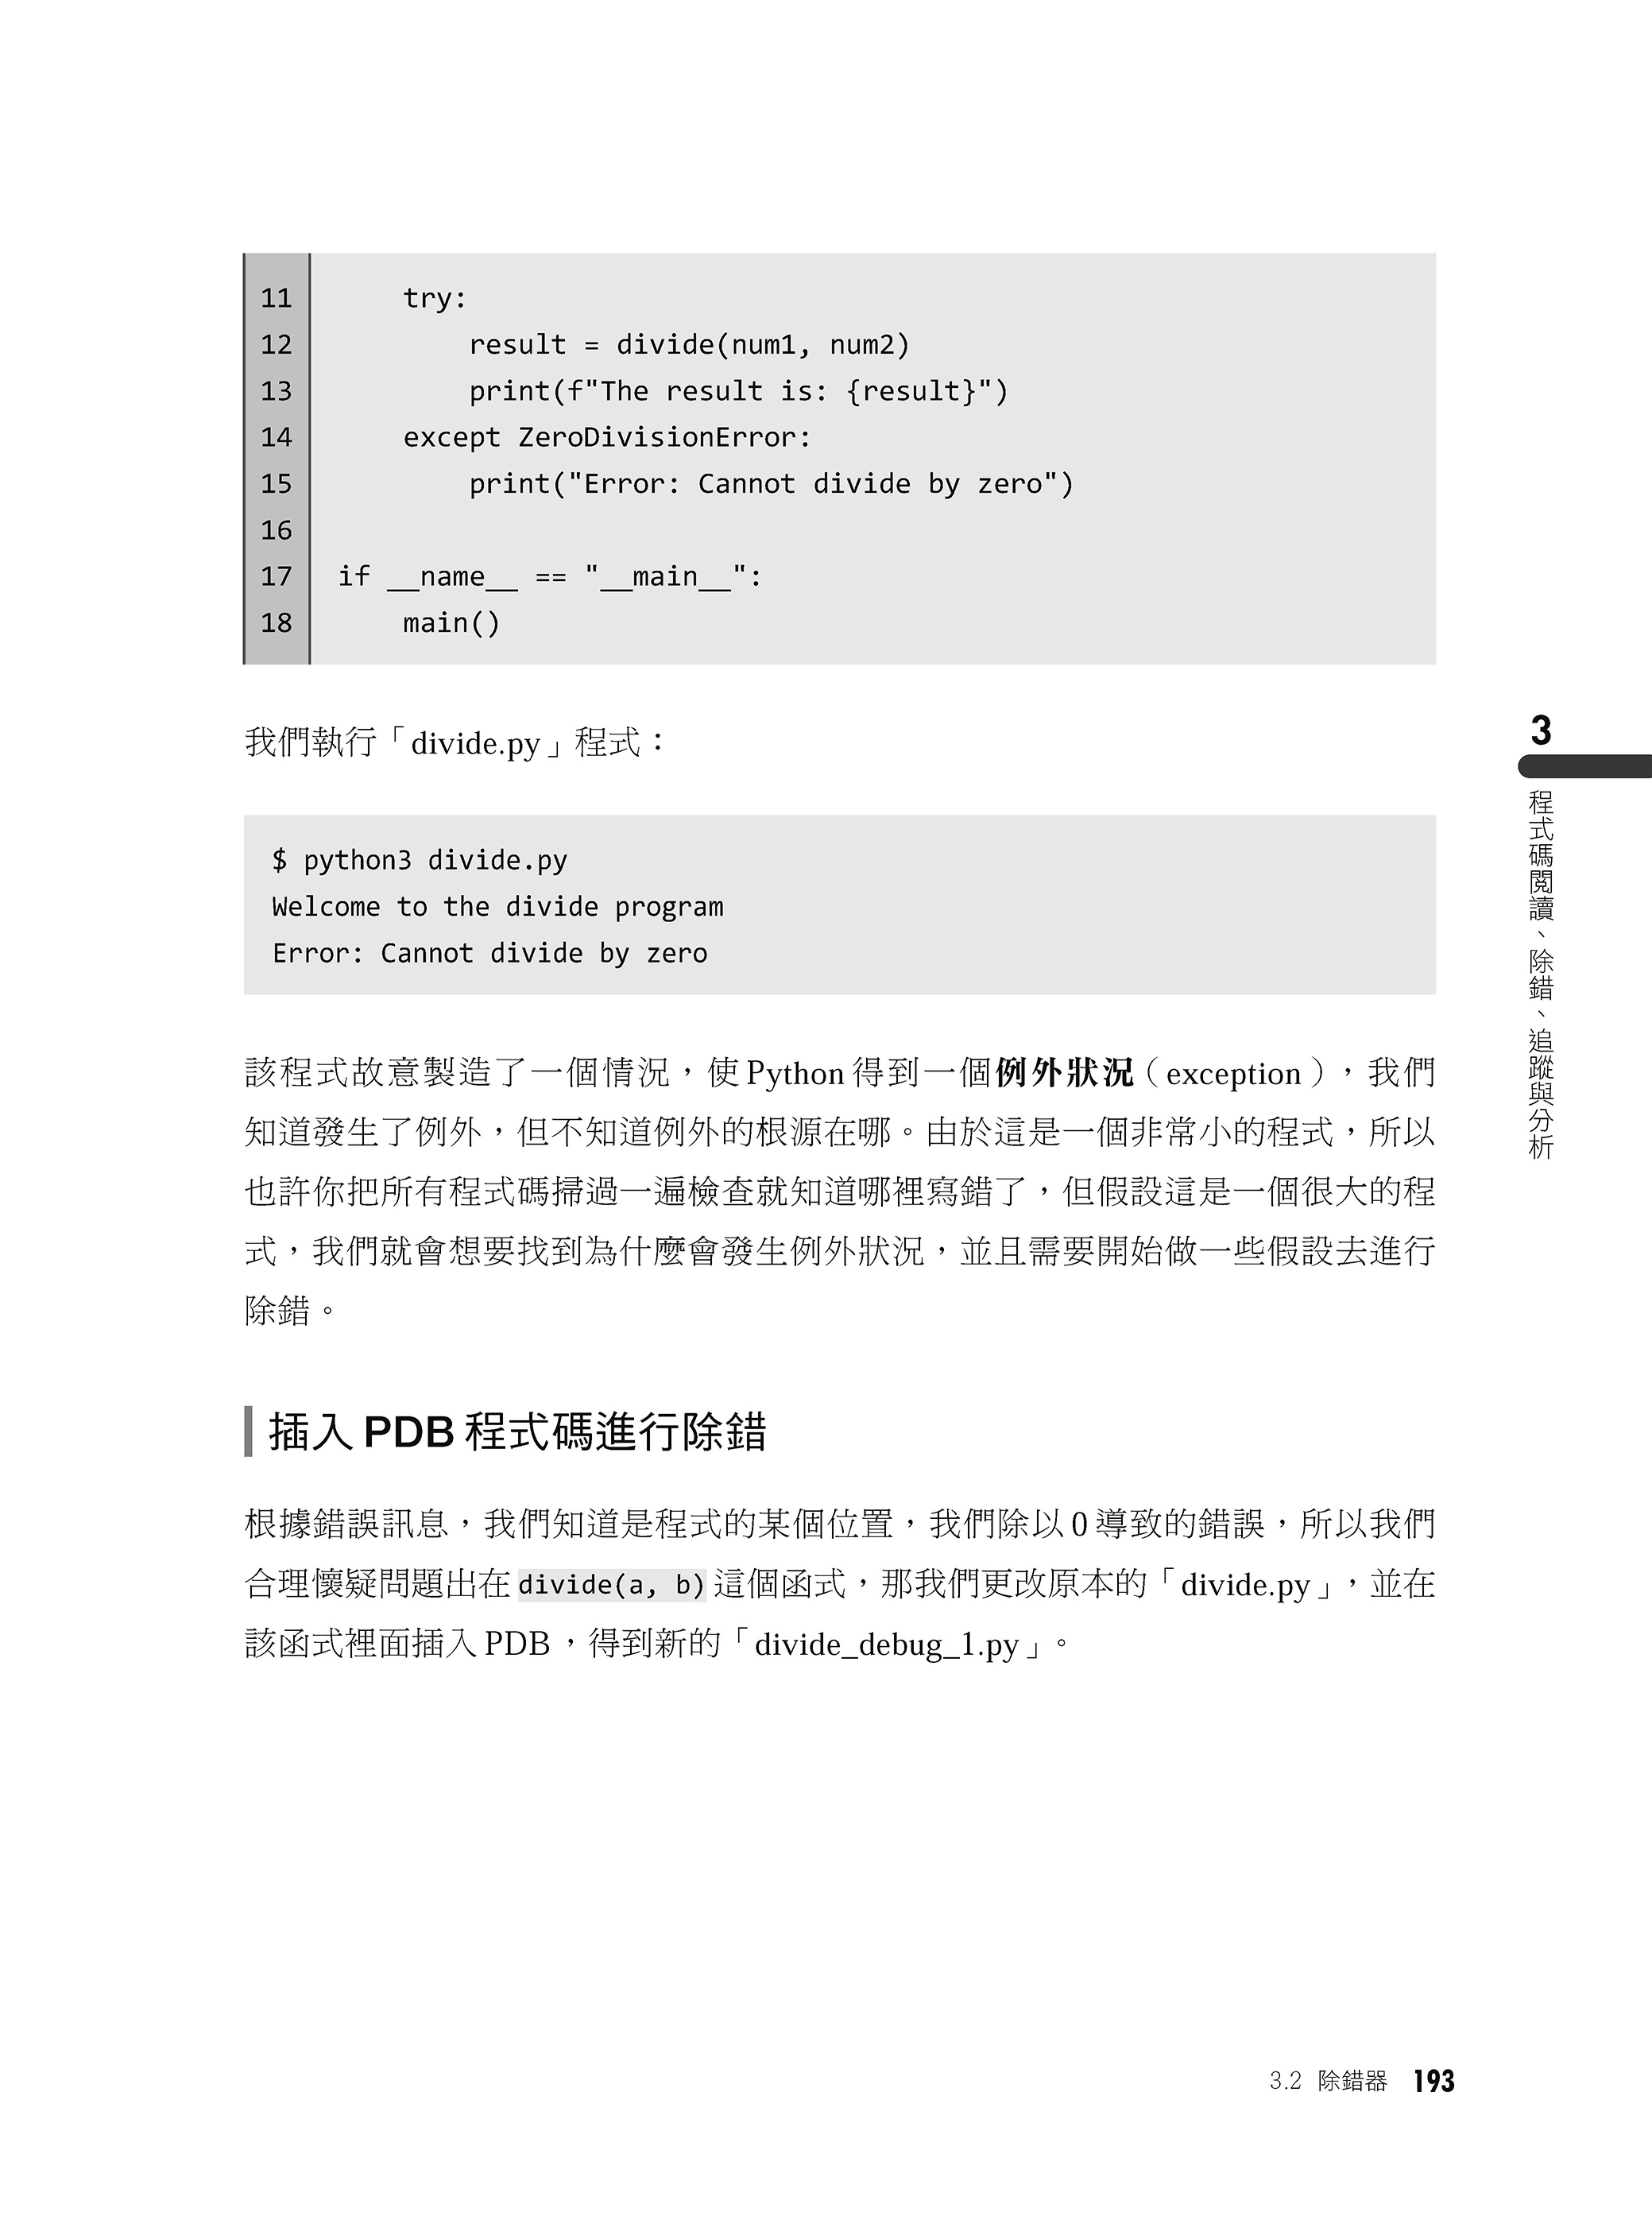 11     try:
12         result = divide(num1, num2)
13         print(f"The result is: {result}")
14     except ZeroDivisionError:
15         print("Error: Cannot divide by zero")
16
17 if __name__ == "__main__":
18     main()
我們執行「divide.py」程式：
$ python3 divide.py
Welcome to the divide program
Error: Cannot divide by zero
該程式故意製造了一個情況，使 Python 得到一個例外狀況（exception），我們
知道發生了例外，但不知道例外的根源在哪。由於這是一個非常小的程式，所以
也許你把所有程式碼掃過一遍檢查就知道哪裡寫錯了，但假設這是一個很大的程
式，我們就會想要找到為什麼會發生例外狀況，並且需要開始做一些假設去進行
除錯。
插入 PDB 程式碼進行除錯
根據錯誤訊息，我們知道是程式的某個位置，我們除以 0 導致的錯誤，所以我們
合理懷疑問題出在 divide(a, b) 這個函式，那我們更改原本的「divide.py」，並在
該函式裡面插入 PDB，得到新的「divide_debug_1.py」。
3
程式碼閱讀、除錯、追蹤與分析
3.2 除錯器 193